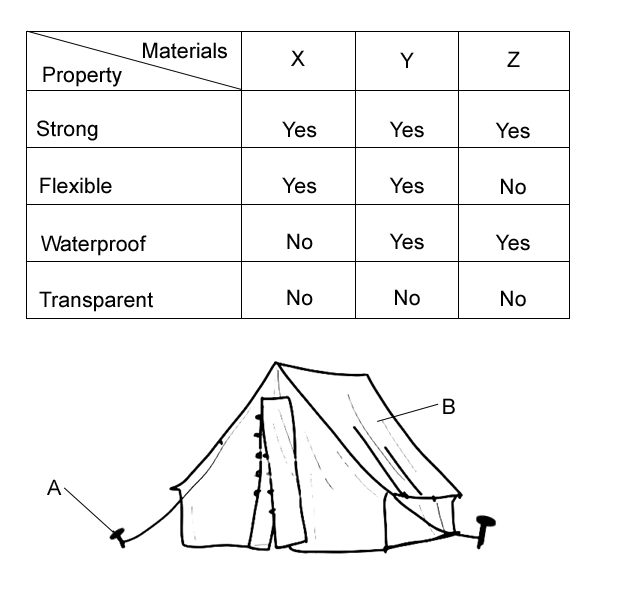 Materials X Y Z
Property
Strong Yes Yes Yes
Flexible Yes Yes No
Waterproof No Yes Yes
Transparent No No No
B
A